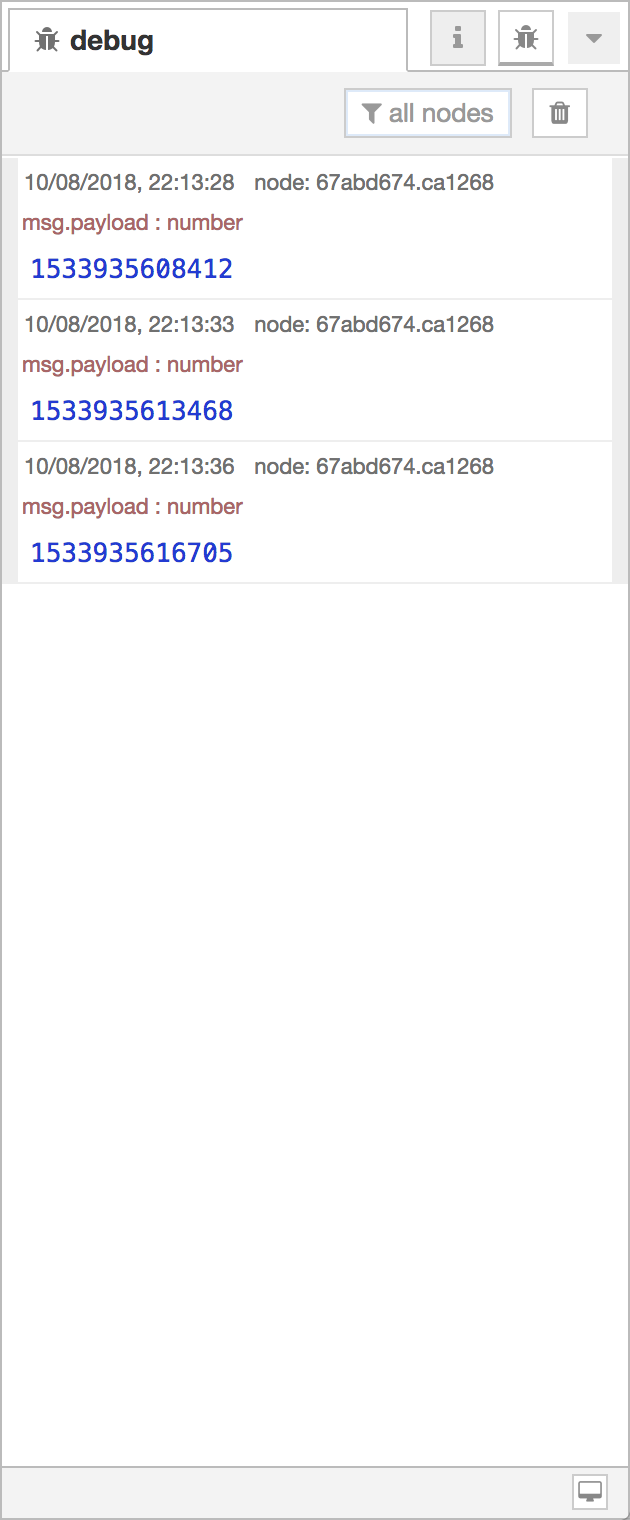 debug
all nodes
10/08/2018, 22:13:28 node: 67abd674.ca1268
msg.payload : number
1533935608412
10/08/2018, 22:13:33 node: 67abd674.ca1268
msg.payload : number
1533935613468
10/08/2018, 22:13:36 node: 67abd674.ca1268
msg.payload : number
1533935616705